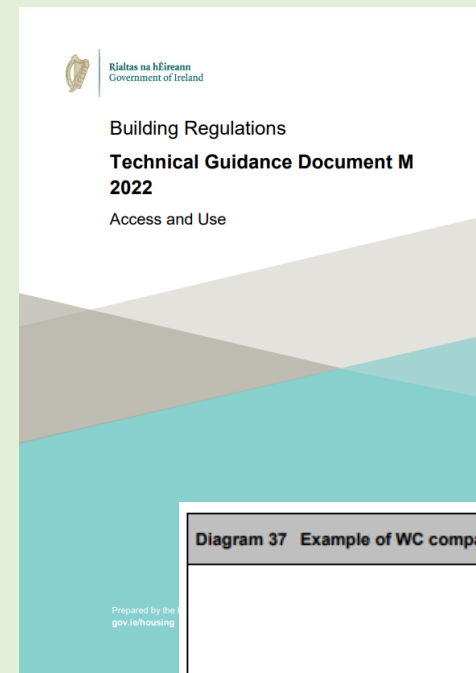 Rialtas na hÉireann
Government of Ireland
Building Regulations
Technical Guidance Document M
2022
Access and Use
Diagram 37 Example of WC
Prepared by the
gov.ie/housing